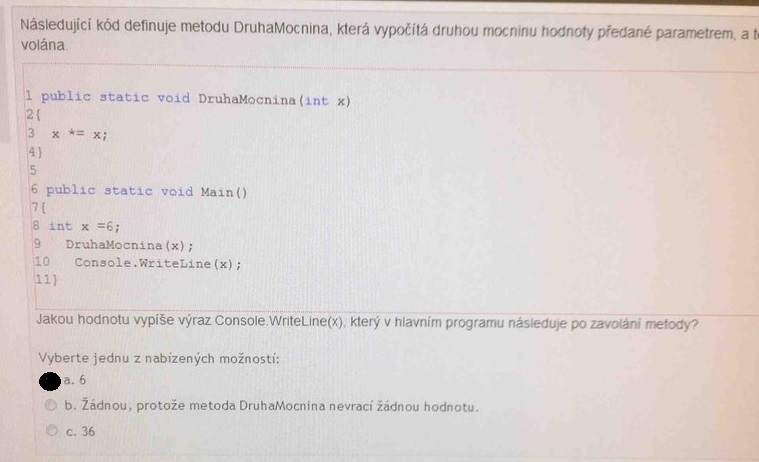 Následující kód definuje metodu DruhaMocnina, která vypočítá druhou mocninu hodnoty předané parametrem, a
volána.
1 public static void DruhaMocnina(int x)
2{
3 x *= x;
4}
5
6 public static void Main()
7{
8 int x =6;
9 DruhaMocnina(x);
10 Console.WriteLine(x);
11}
Jakou hodnotu vypíše výraz Console.WriteLine(x), který v hlavním programu následuje po zavolání metody?
Vyberte jednu z nabízených možností:
a. 6
b. Žádnou, protože metoda DruhaMocnina nevrací žádnou hodnotu.
c. 36